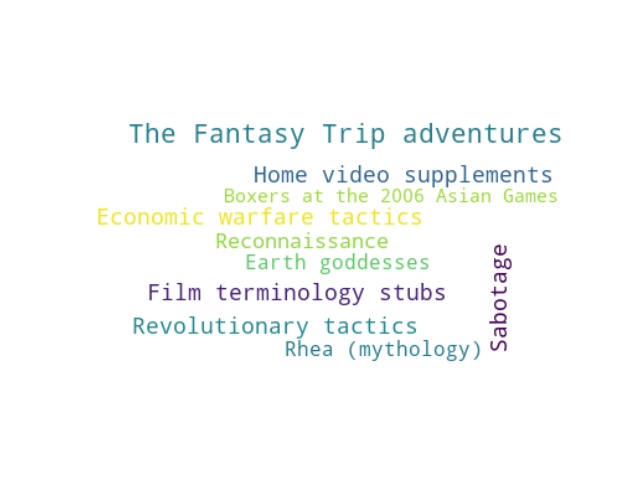 The Fantasy Trip adventures
Home video supplements
Boxers at the 2006 Asian Games
Economic warfare tactics
Reconnaissance
Earth goddesses
Film terminology stubs
Revolutionary tactics
Rhea (mythology)
Sabotage